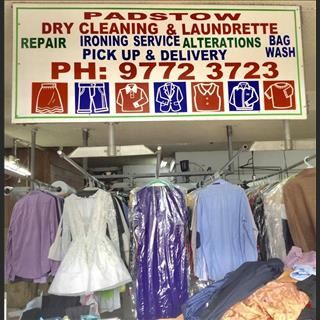 PADSTOW
DRY CLEANING & LAUNDRETTE
REPAIR IRONING SERVICE ALTERATIONS BAG WASH
PICK UP & DELIVERY
PH: 9772 3723